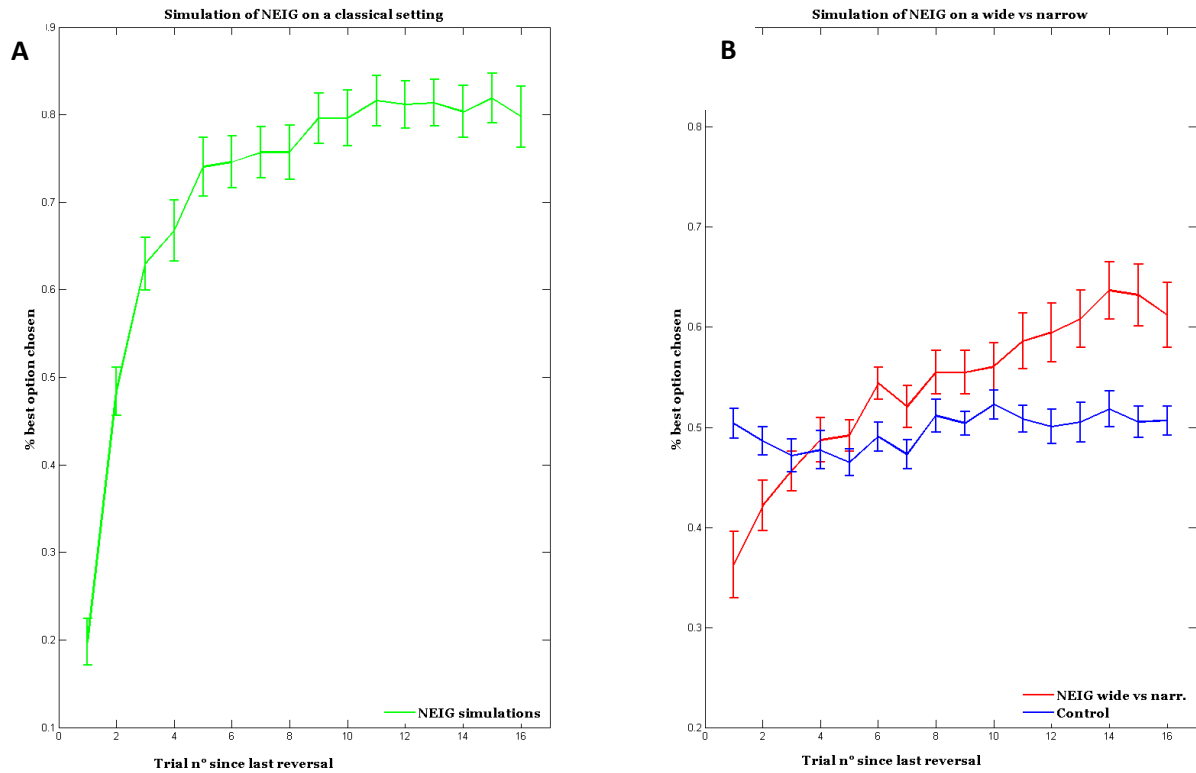 Simulation of NEIG on a classical setting
A
0.9
0.8
0.7
0.6
0.5
0.4
0.3
0.2
0.1
% best option chosen
0 2 4 6 8 10 12 14 16
Trial n° since last reversal
NEIG simulations
Simulation of NEIG on a wide vs narrow
B
0.8
0.7
0.6
0.5
0.4
0.3
0.2
% best option chosen
0 2 4 6 8 10 12 14 16
Trial n° since last reversal
NEIG wide vs narr.
Control